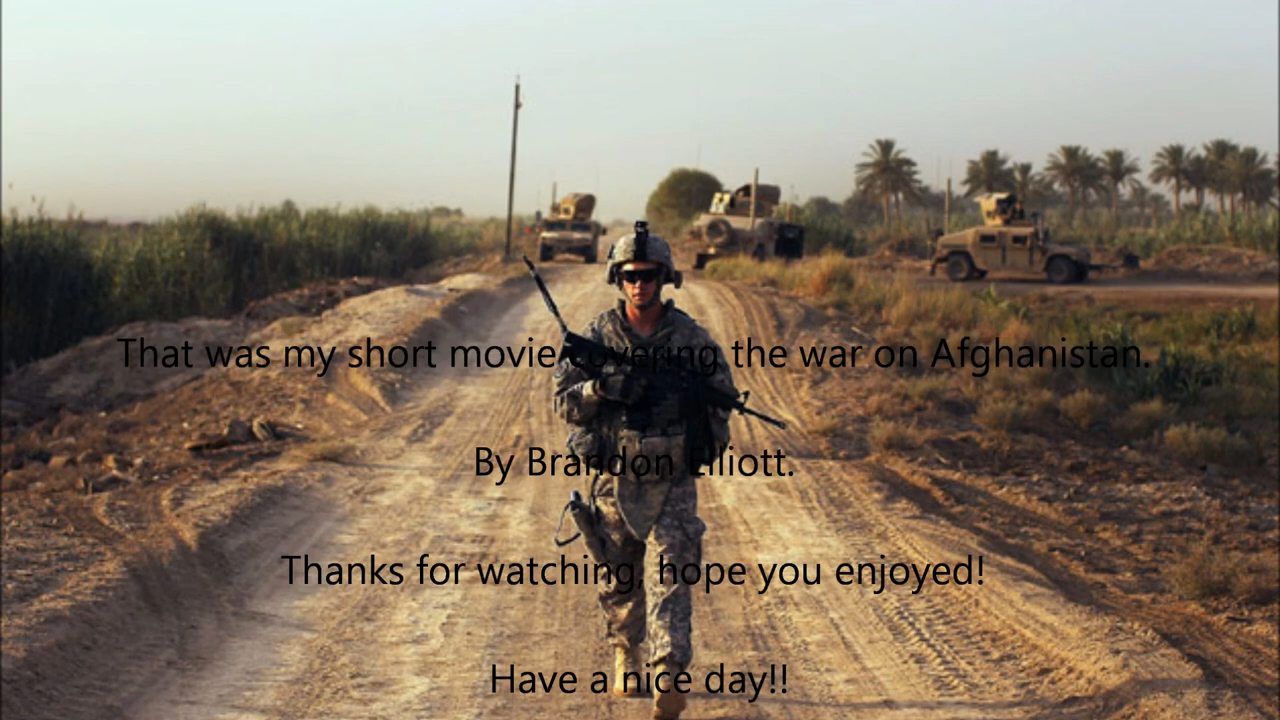 That was my short movie covering the war on Afghanistan.
By Brandon Elliott.
Thanks for watching, hope you enjoyed!
Have a nice day!!